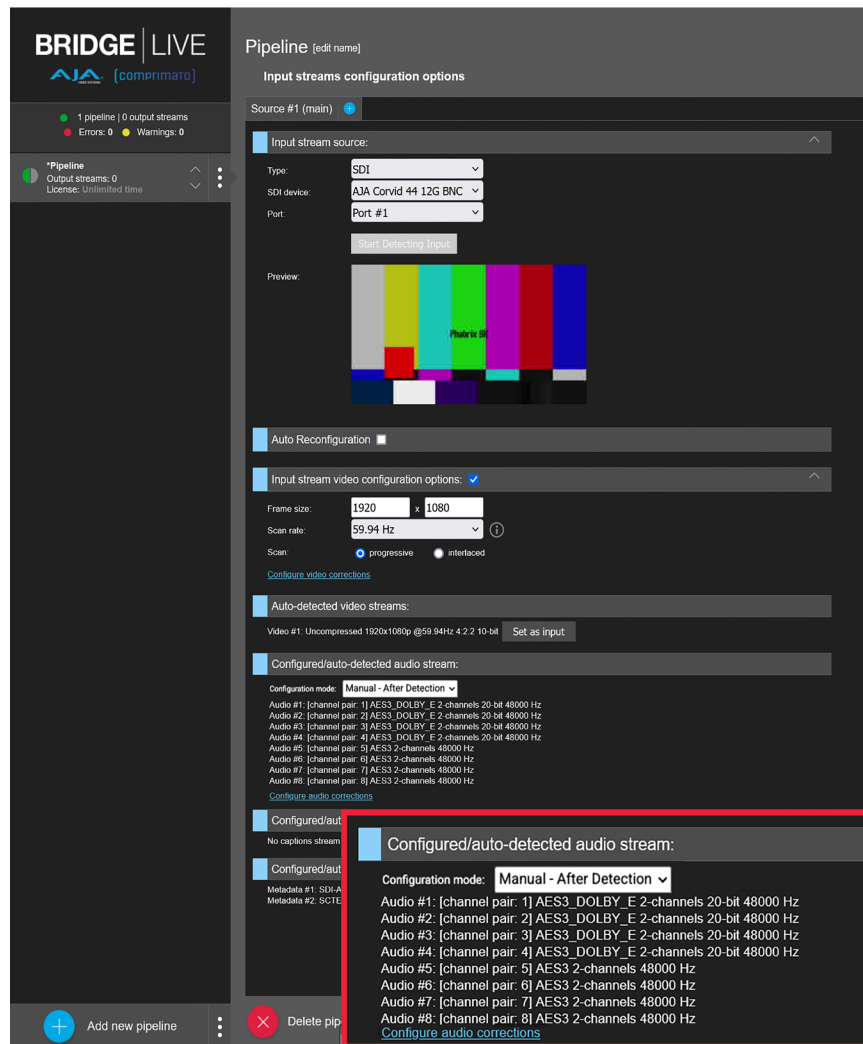 BRIDGE | LIVE
AJA VIDEO SYSTEMS [comprimato]
1 pipeline | 0 output streams
Errors: 0 Warnings: 0
*Pipeline
Output streams: 0
License: Unlimited time
Add new pipeline
Pipeline [edit name]
Input streams configuration options
Source #1 (main)
Input stream source:
Type: SDI
SDI device: AJA Corvid 44 12G BNC
Port: Port #1
Start Detecting Input
Preview:
Phabrix
Auto Reconfiguration
Input stream video configuration options:
Frame size: 1920 x 1080
Scan rate: 59.94 Hz
Scan: progressive interlaced
Configure video corrections
Auto-detected video streams:
Video #1: Uncompressed 1920x1080p @59.94Hz 4:2:2 10-bit Set as input
Configured/auto-detected audio stream:
Configuration mode: Manual - After Detection
Audio #1: [channel pair: 1] AES3_DOLBY_E 2-channels 20-bit 48000 Hz
Audio #2: [channel pair: 2] AES3_DOLBY_E 2-channels 20-bit 48000 Hz
Audio #3: [channel pair: 3] AES3_DOLBY_E 2-channels 20-bit 48000 Hz
Audio #4: [channel pair: 4] AES3_DOLBY_E 2-channels 20-bit 48000 Hz
Audio #5: [channel pair: 5] AES3 2-channels 48000 Hz
Audio #6: [channel pair: 6] AES3 2-channels 48000 Hz
Audio #7: [channel pair: 7] AES3 2-channels 48000 Hz
Audio #8: [channel pair: 8] AES3 2-channels 48000 Hz
Configure audio corrections
Configured/aut
No captions stream
Configured/aut
Metadata #1: SDI-A
Metadata #2: SCTE
Delete pip
Configured/auto-detected audio stream:
Configuration mode: Manual - After Detection
Audio #1: [channel pair: 1] AES3_DOLBY_E 2-channels 20-bit 48000 Hz
Audio #2: [channel pair: 2] AES3_DOLBY_E 2-channels 20-bit 48000 Hz
Audio #3: [channel pair: 3] AES3_DOLBY_E 2-channels 20-bit 48000 Hz
Audio #4: [channel pair: 4] AES3_DOLBY_E 2-channels 20-bit 48000 Hz
Audio #5: [channel pair: 5] AES3 2-channels 48000 Hz
Audio #6: [channel pair: 6] AES3 2-channels 48000 Hz
Audio #7: [channel pair: 7] AES3 2-channels 48000 Hz
Audio #8: [channel pair: 8] AES3 2-channels 48000 Hz
Configure audio corrections